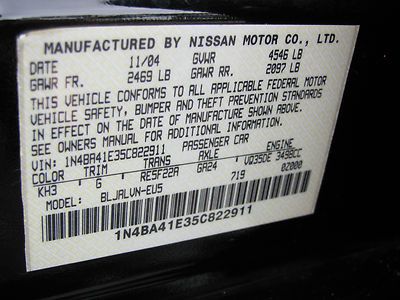 MANUFACTURED BY NISSAN MOTOR CO., LTD.
DATE 11/04 GVWR 4546 LB
GAWR FR. 2469 LB GAWR RR. 2097 LB
THIS VEHICLE CONFORMS TO ALL APPLICABLE FEDERAL MOTOR
VEHICLE SAFETY, BUMPER AND THEFT PREVENTION STANDARDS
IN EFFECT ON THE DATE OF MANUFACTURE SHOWN ABOVE.
SEE OWNERS MANUAL FOR ADDITIONAL INFORMATION.
VIN: 1N4BA41E35C822911 PASSENGER CAR
COLOR TRIM TRANS AXLE ENGINE
KH3 G RE5F22A GA24 VQ35DE 3498CC
719 02000
MODEL: BLJALVN-EU5
1N4BA41E35C822911